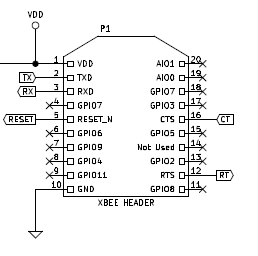 VDD
P1
1 VDD AIO1 20
TX 2 TXD AIO0 19
RX 3 RXD GPIO7 18
4 GPIO7 GPIO3 17
RESET 5 RESET_N CTS 16 CT
6 GPIO6 GPIO5 15
7 GPIO9 Not Used 14
8 GPIO4 GPIO2 13
9 GPIO11 RTS 12 RT
10 GND GPIO8 11
XBEE HEADER